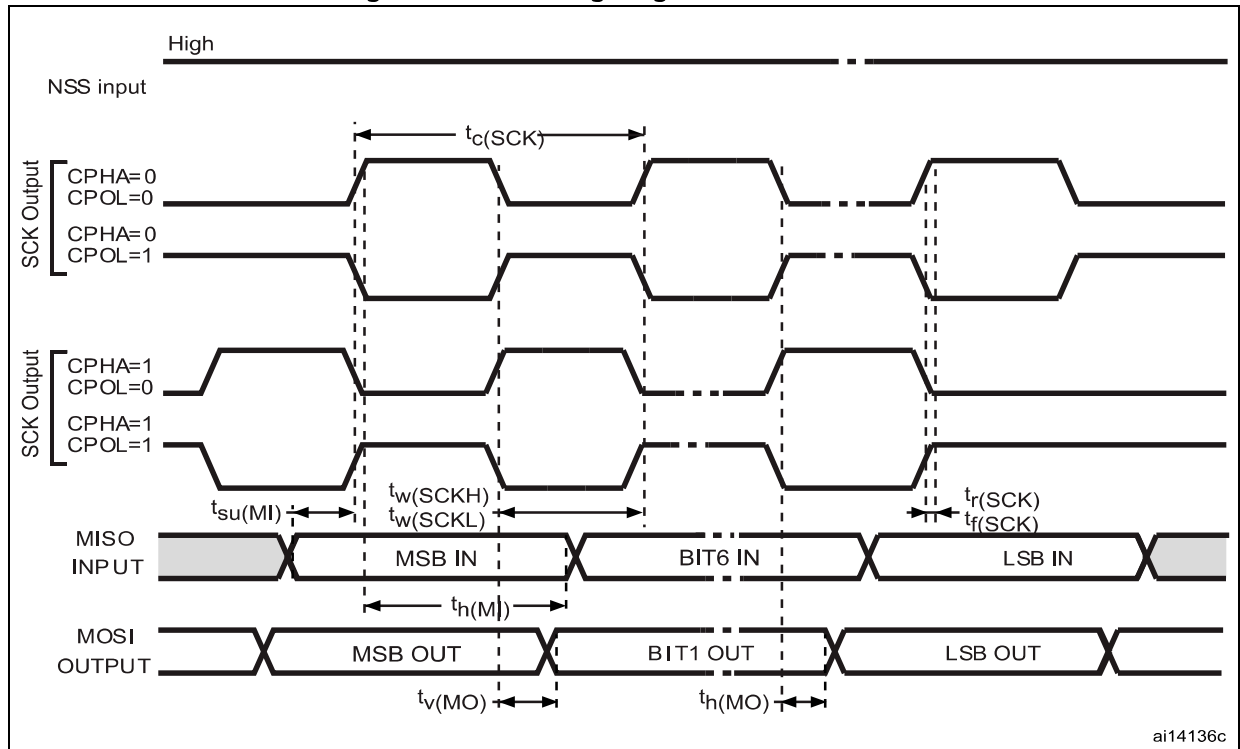 High
NSS input
tc(SCK)
SCK Output
CPHA=0
CPOL=0
CPHA=0
CPOL=1
SCK Output
CPHA=1
CPOL=0
CPHA=1
CPOL=1
tsu(MI)
tw(SCKH)
tw(SCKL)
tr(SCK)
tf(SCK)
MISO
INPUT
MSB IN
BIT6 IN
LSB IN
th(MI)
MOSI
OUTPUT
MSB OUT
BIT1 OUT
LSB OUT
tv(MO)
th(MO)
ai14136c